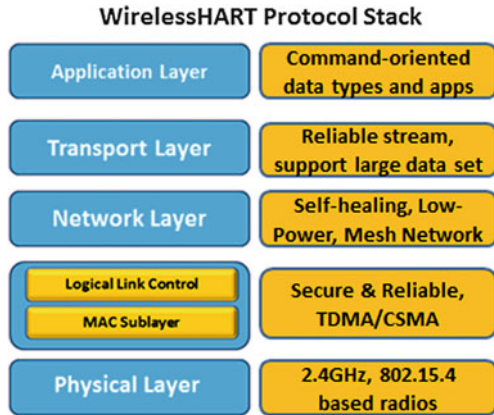 WirelessHART Protocol Stack
Application Layer
Command-oriented
data types and apps
Transport Layer
Reliable stream,
support large data set
Network Layer
Self-healing, Low-
Power, Mesh Network
Logical Link Control
MAC Sublayer
Secure & Reliable,
TDMA/CSMA
Physical Layer
2.4GHz, 802.15.4
based radios